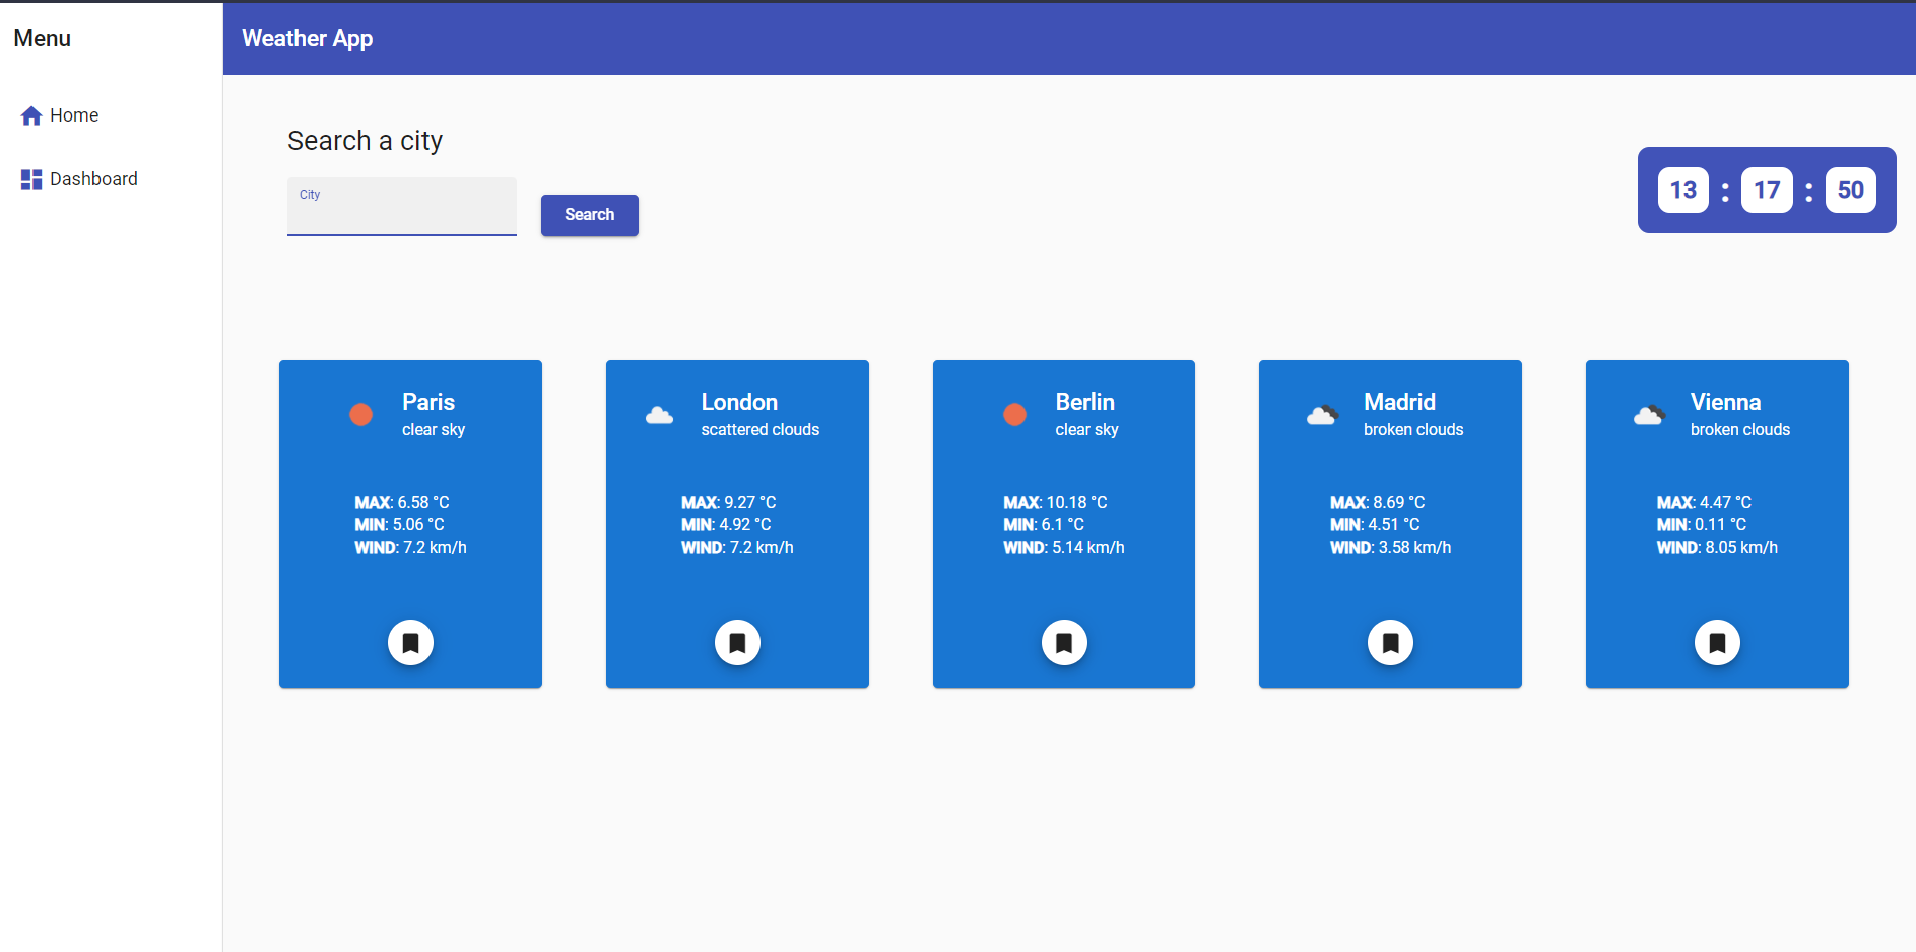 Menu
Weather App
Home
Dashboard
Search a city
City
Search
13 : 17 : 50
Paris
clear sky
MAX: 6.58 °C
MIN: 5.06 °C
WIND: 7.2 km/h
London
scattered clouds
MAX: 9.27 °C
MIN: 4.92 °C
WIND: 7.2 km/h
Berlin
clear sky
MAX: 10.18 °C
MIN: 6.1 °C
WIND: 5.14 km/h
Madrid
broken clouds
MAX: 8.69 °C
MIN: 4.51 °C
WIND: 3.58 km/h
Vienna
broken clouds
MAX: 4.47 °C
MIN: 0.11 °C
WIND: 8.05 km/h